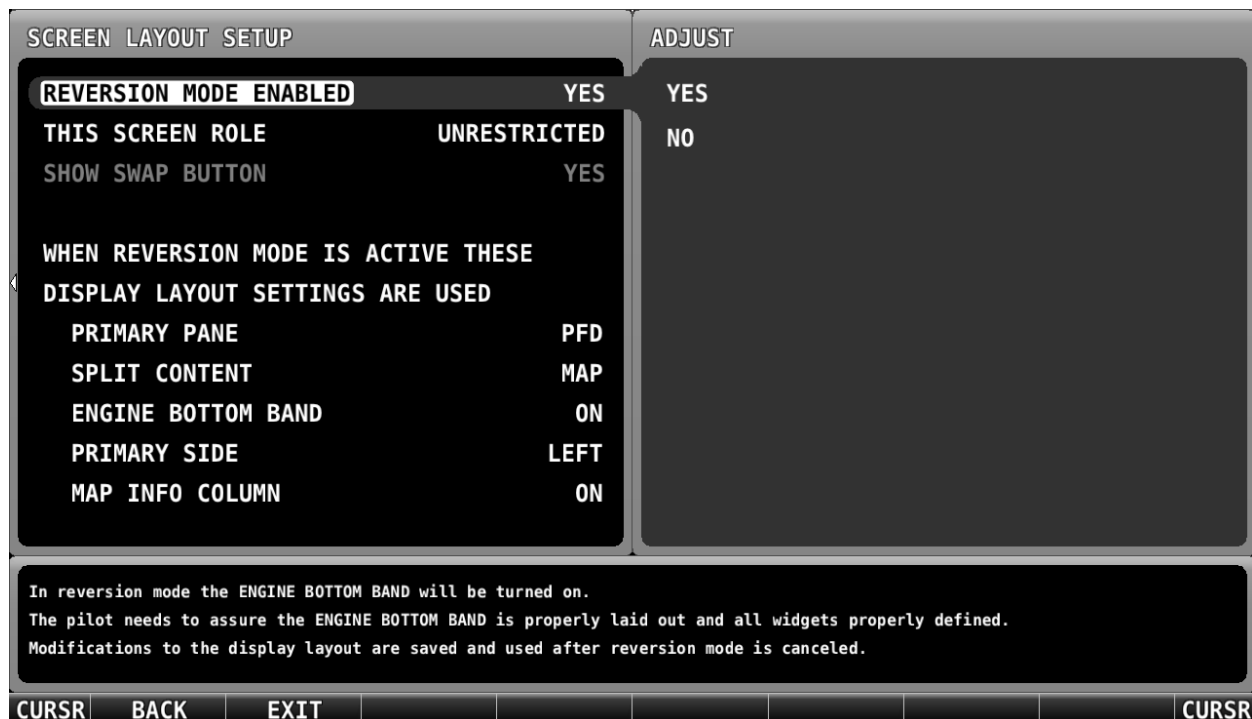 SCREEN LAYOUT SETUP
ADJUST
REVERSION MODE ENABLED YES
THIS SCREEN ROLE UNRESTRICTED
SHOW SWAP BUTTON YES
WHEN REVERSION MODE IS ACTIVE THESE
DISPLAY LAYOUT SETTINGS ARE USED
PRIMARY PANE PFD
SPLIT CONTENT MAP
ENGINE BOTTOM BAND ON
PRIMARY SIDE LEFT
MAP INFO COLUMN ON
YES
NO
In reversion mode the ENGINE BOTTOM BAND will be turned on.
The pilot needs to assure the ENGINE BOTTOM BAND is properly laid out and all widgets properly defined.
Modifications to the display layout are saved and used after reversion mode is canceled.
CURSR BACK EXIT CURSR